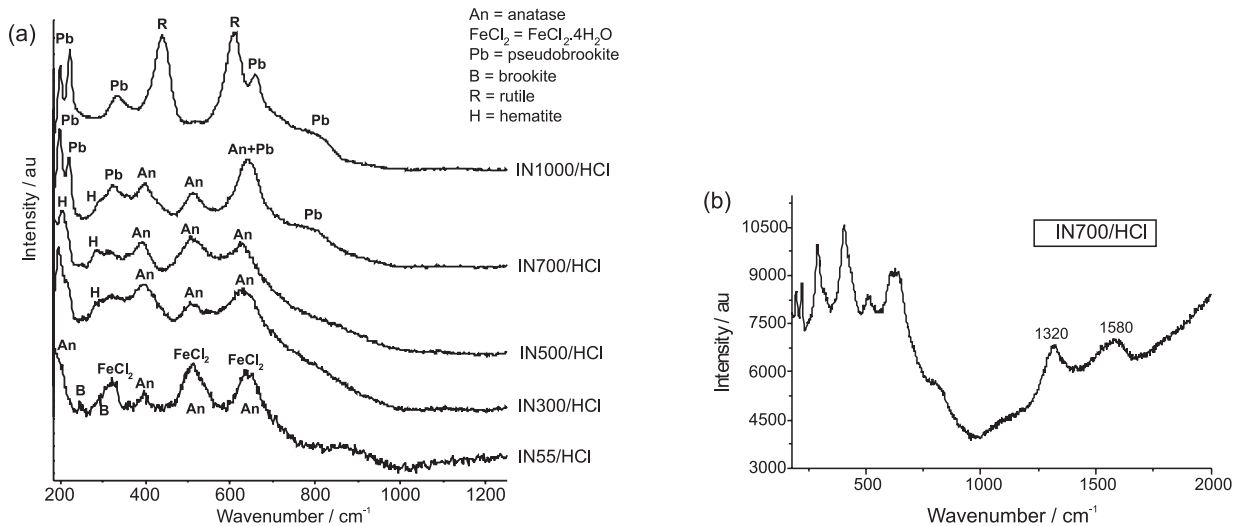 (a)
An = anatase
FeCl₂ = FeCl₂.4H₂O
Pb = pseudobrookite
B = brookite
R = rutile
H = hematite
Pb
Pb
R
R
Pb
Pb
IN1000/HCl
Pb
Pb
H
Pb
An
An
An+Pb
Pb
IN700/HCl
H
H
An
An
An
IN500/HCl
H
An
An
An
IN300/HCl
An
B
B
FeCl₂
An
FeCl₂
An
FeCl₂
An
IN55/HCl
Intensity / au
200 400 600 800 1000 1200
Wavenumber / cm⁻¹
(b)
IN700/HCl
1320
1580
10500
9000
7500
6000
4500
3000
Intensity / au
500 1000 1500 2000
Wavenumber / cm⁻¹